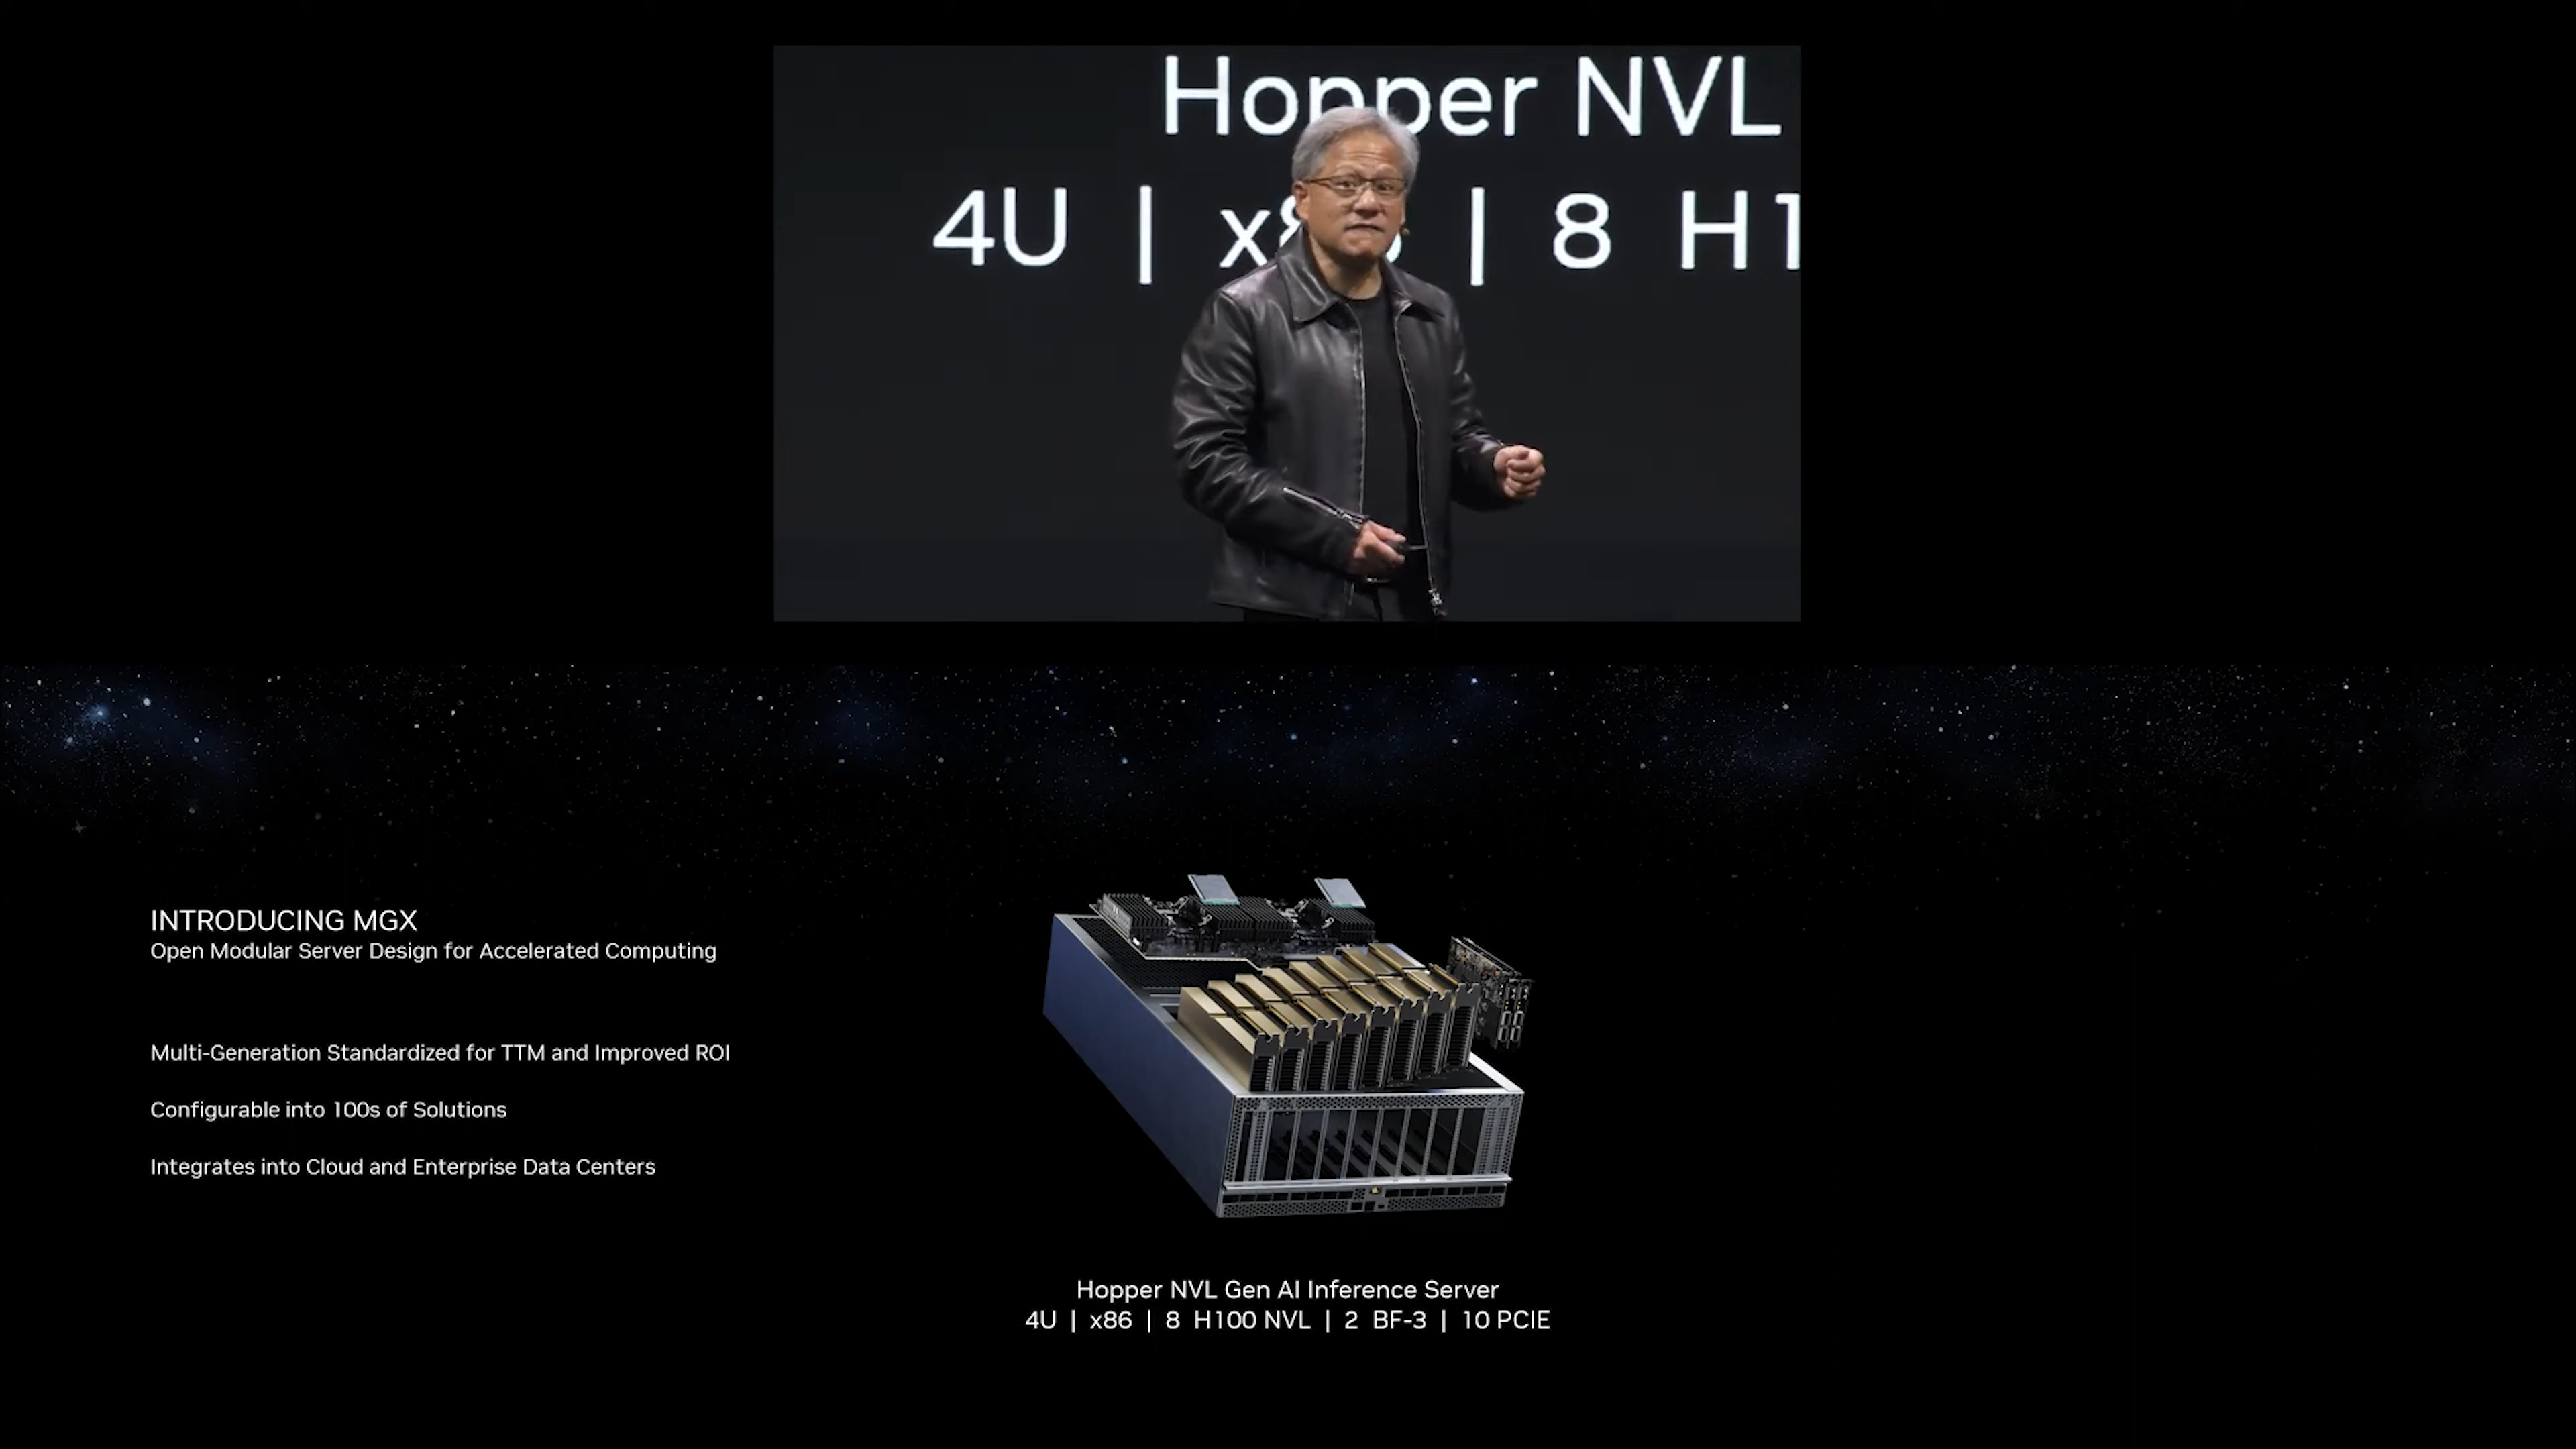 Hopper NVL
4U | x86 | 8 H1
INTRODUCING MGX
Open Modular Server Design for Accelerated Computing
Multi-Generation Standardized for TTM and Improved ROI
Configurable into 100s of Solutions
Integrates into Cloud and Enterprise Data Centers
Hopper NVL Gen AI Inference Server
4U | x86 | 8 H100 NVL | 2 BF-3 | 10 PCIE